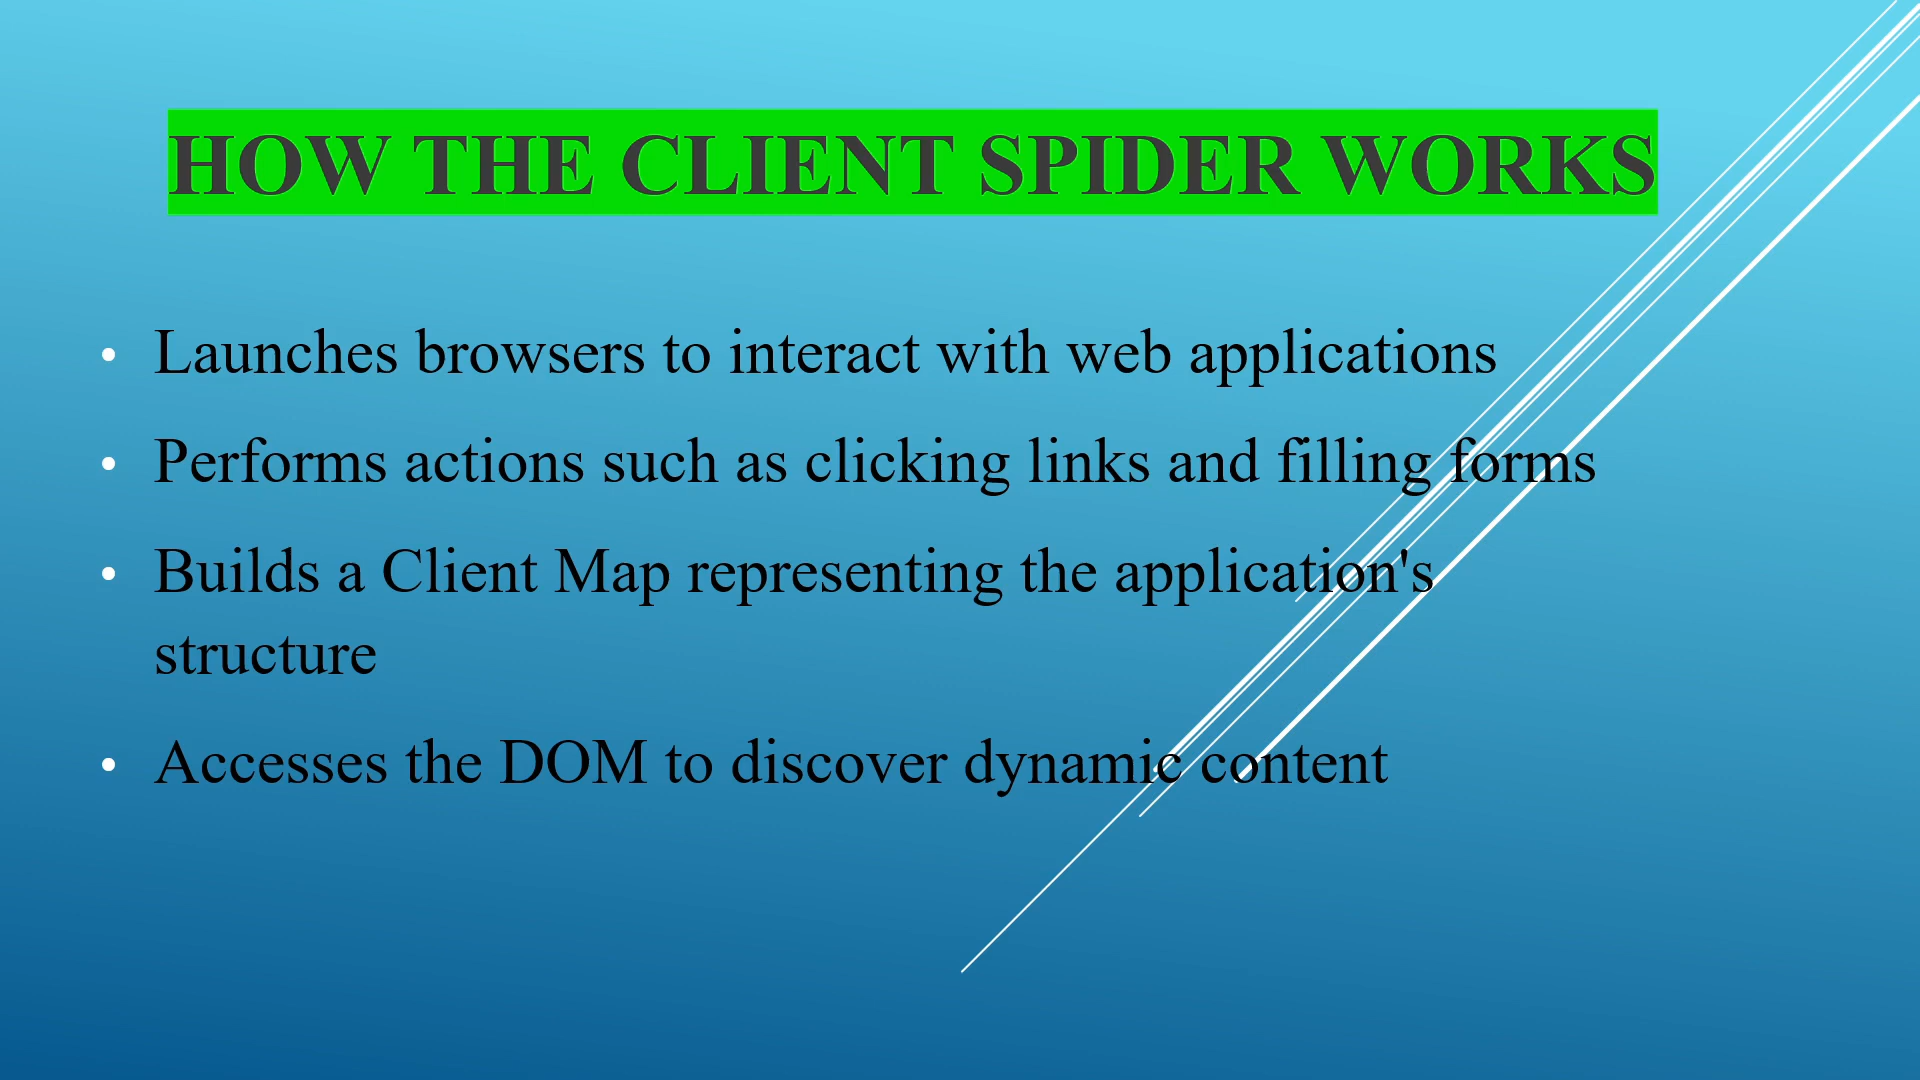 HOW THE CLIENT SPIDER WORKS
• Launches browsers to interact with web applications
• Performs actions such as clicking links and filling forms
• Builds a Client Map representing the application's
structure
• Accesses the DOM to discover dynamic content